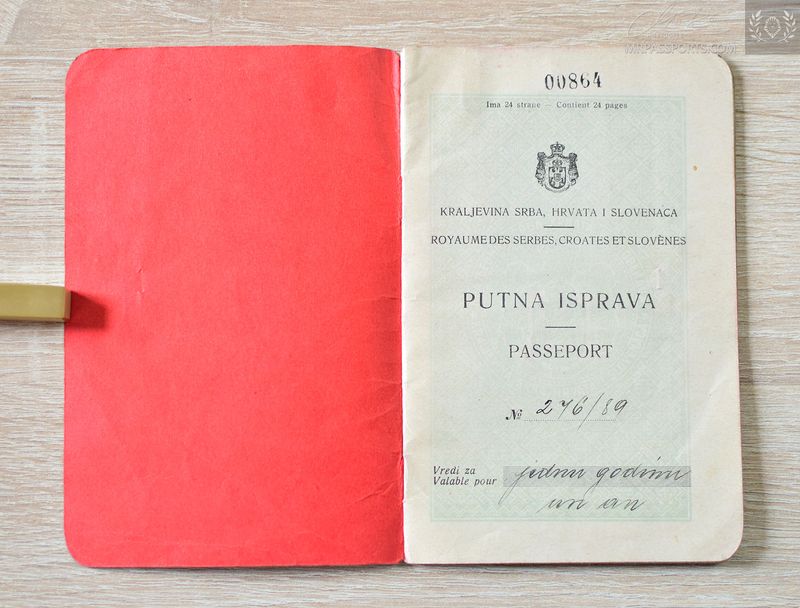 MRPASSPORTS.COM
00864
Ima 24 strane — Contient 24 pages
KRALJEVINA SRBA, HRVATA I SLOVENACA
ROYAUME DES SERBES, CROATES ET SLOVÈNES
PUTNA ISPRAVA
PASSEPORT
№ 276/89
Vredi za
Valable pour
jednu godinu
un an